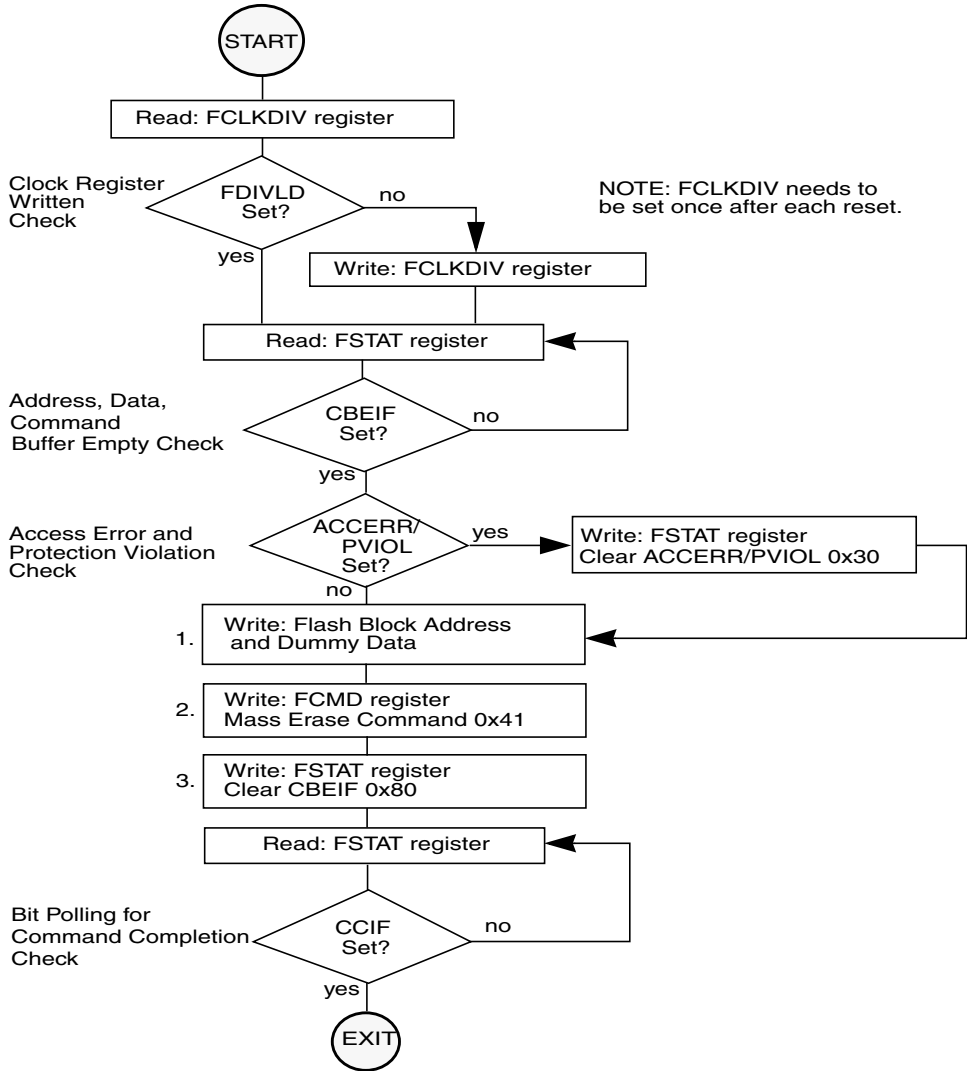 START
Read: FCLKDIV register
Clock Register
Written
Check
FDIVLD
Set?
no
yes
NOTE: FCLKDIV needs to
be set once after each reset.
Write: FCLKDIV register
Read: FSTAT register
Address, Data,
Command
Buffer Empty Check
CBEIF
Set?
no
yes
Access Error and
Protection Violation
Check
ACCERR/
PVIOL
Set?
yes
no
Write: FSTAT register
Clear ACCERR/PVIOL 0x30
1.
Write: Flash Block Address
and Dummy Data
2.
Write: FCMD register
Mass Erase Command 0x41
3.
Write: FSTAT register
Clear CBEIF 0x80
Read: FSTAT register
Bit Polling for
Command Completion
Check
CCIF
Set?
no
yes
EXIT